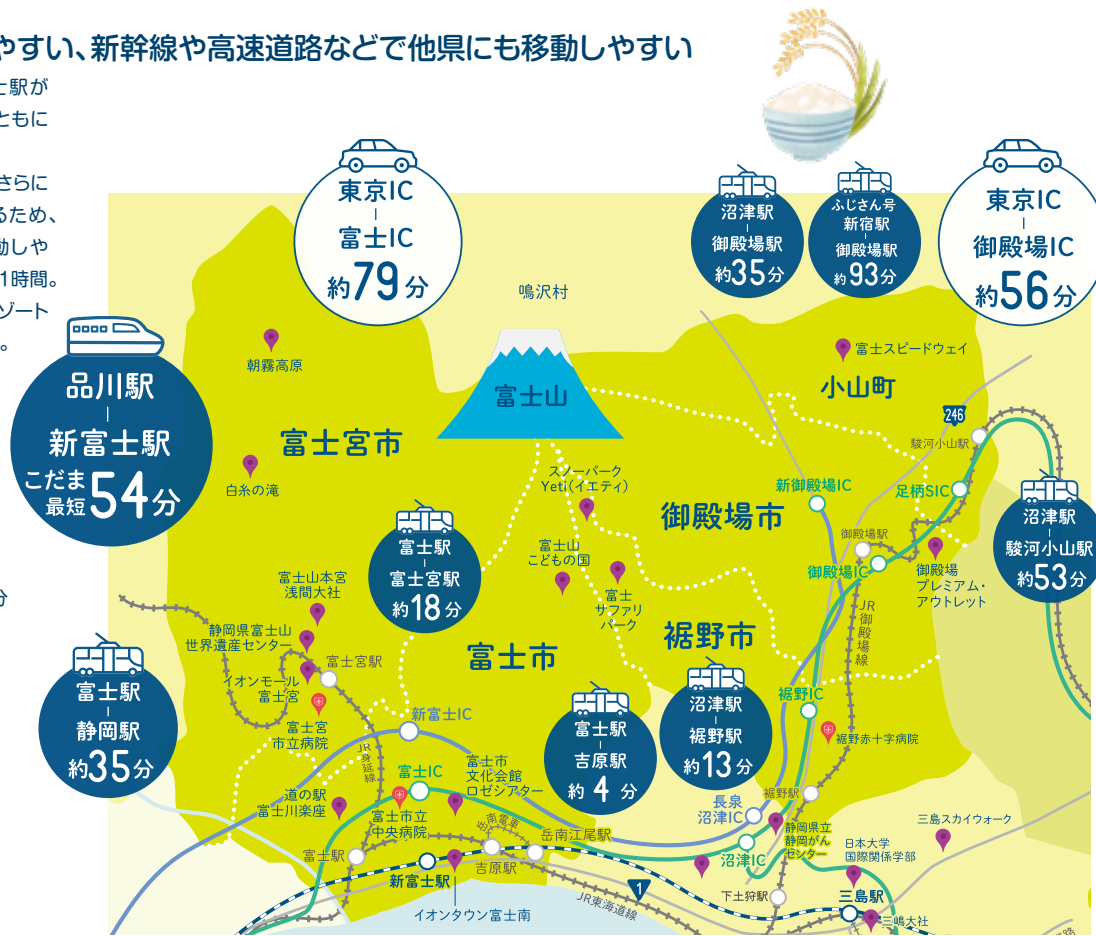 やすい、新幹線や高速道路などで他県にも移動しやすい
士駅が
ともに
さらに
るため、
動しや
1時間。
ゾート
。
分
東京IC
富士IC
約79分
沼津駅
御殿場駅
約35分
ふじさん号
新宿駅
御殿場駅
約93分
東京IC
御殿場IC
約56分
鳴沢村
品川駅
新富士駅
こだま
最短54分
朝霧高原
富士山
富士スピードウェイ
小山町
246
駿河小山駅
富士宮市
白糸の滝
スノーパーク
Yeti(イエティ)
新御殿場IC
足柄SIC
御殿場市
沼津駅
駿河小山駅
約53分
富士駅
富士宮駅
約18分
富士山
こどもの国
富士
サファリ
パーク
御殿場駅
御殿場IC
御殿場
プレミアム・
アウトレット
JR御殿場線
富士山本宮
浅間大社
静岡県富士山
世界遺産センター
富士宮駅
イオンモール
富士宮
富士宮
市立病院
富士市
裾野市
富士駅
静岡駅
約35分
新富士IC
JR身延線
富士駅
吉原駅
約4分
沼津駅
裾野駅
約13分
裾野IC
裾野赤十字病院
裾野駅
富士IC
富士市
文化会館
ロゼシアター
道の駅
富士川楽座
富士市立
中央病院
岳南電車
岳南江尾駅
長泉
沼津IC
静岡県立
静岡がん
センター
三島スカイウォーク
日本大学
国際関係学部
富士駅
新富士駅
吉原駅
沼津IC
イオンタウン富士南
JR東海道線
1
下土狩駅
三島駅
三嶋大社